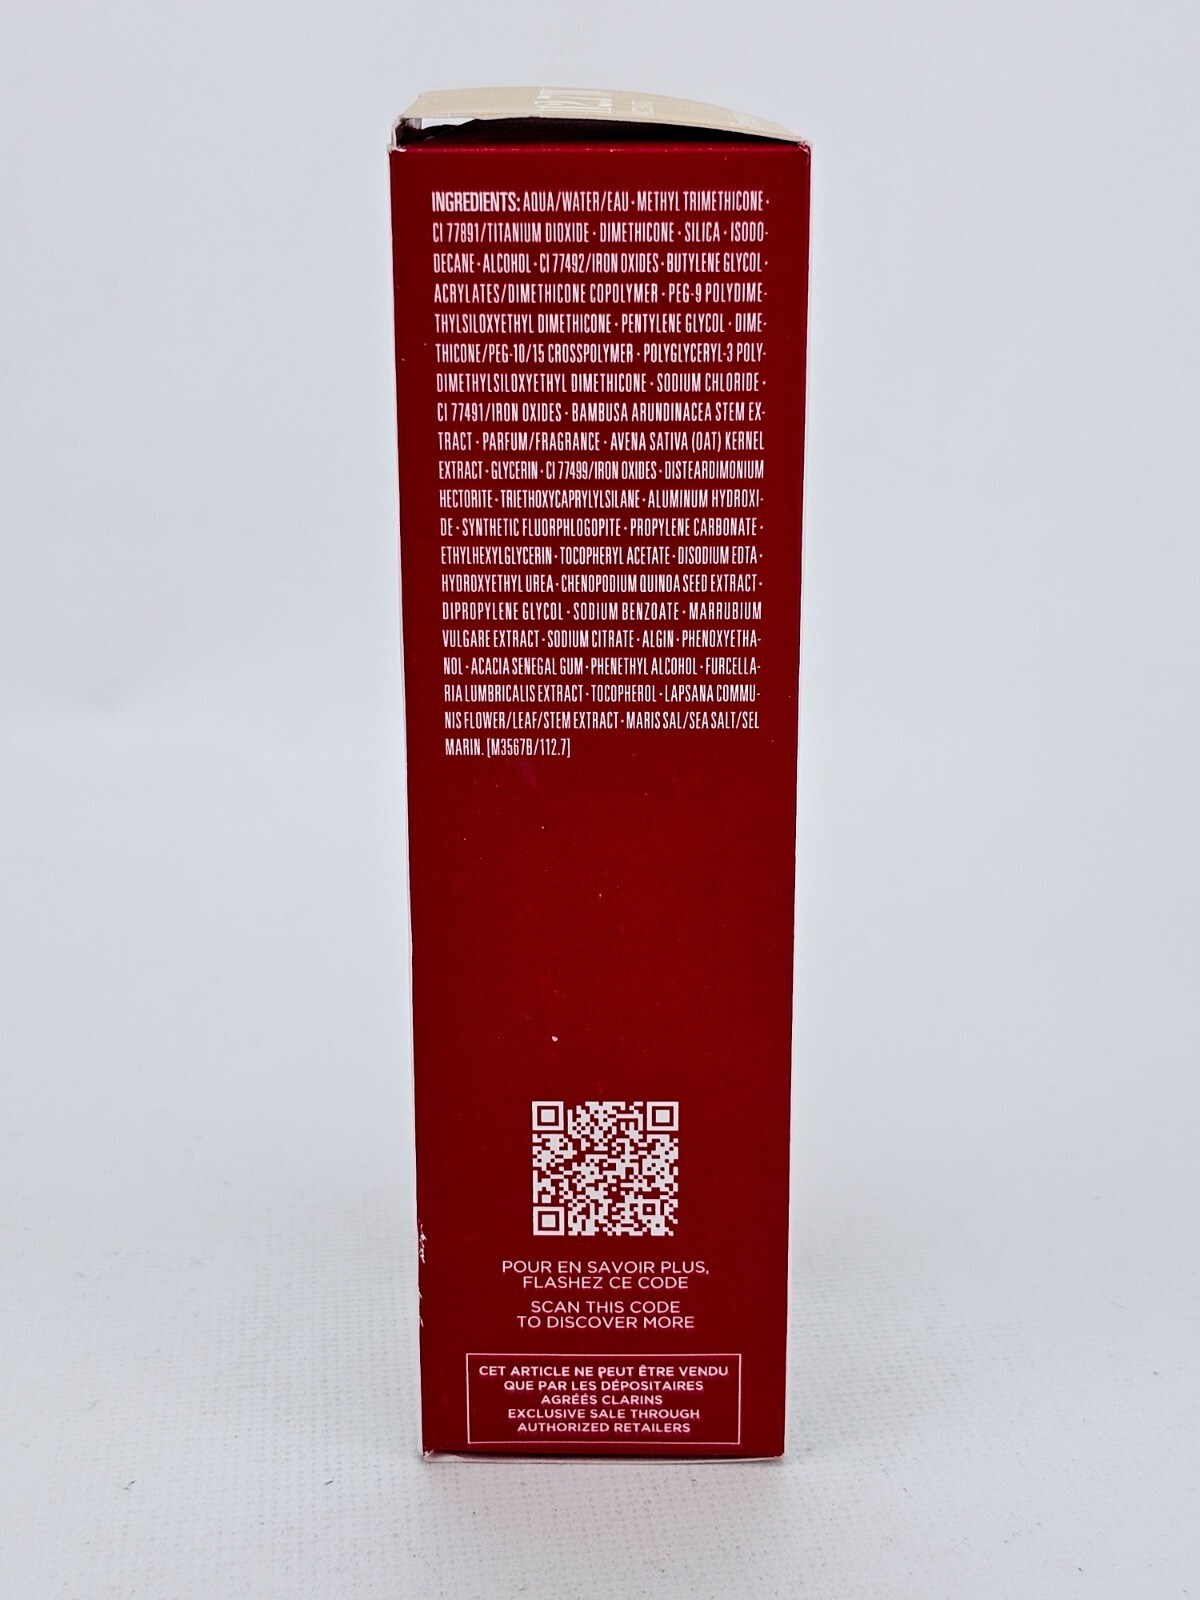 INGREDIENTS: AQUA/WATER/EAU · METHYL TRIMETHICONE ·
CI 77891/TITANIUM DIOXIDE · DIMETHICONE · SILICA · ISODO-
DECANE · ALCOHOL · CI 77492/IRON OXIDES · BUTYLENE GLYCOL ·
ACRYLATES/DIMETHICONE COPOLYMER · PEG-9 POLYDIME-
THYLSILOXYETHYL DIMETHICONE · PENTYLENE GLYCOL · DIME-
THICONE/PEG-10/15 CROSSPOLYMER · POLYGLYCERYL-3 POLY-
DIMETHYLSILOXYETHYL DIMETHICONE · SODIUM CHLORIDE ·
CI 77491/IRON OXIDES · BAMBUSA ARUNDINACEA STEM EX-
TRACT · PARFUM/FRAGRANCE · AVENA SATIVA (OAT) KERNEL
EXTRACT · GLYCERIN · CI 77499/IRON OXIDES · DISTEARDIMONIUM
HECTORITE · TRIETHOXYCAPRYLYLSILANE · ALUMINUM HYDROXI-
DE · SYNTHETIC FLUORPHLOGOPITE · PROPYLENE CARBONATE ·
ETHYLHEXYLGLYCERIN · TOCOPHERYL ACETATE · DISODIUM EDTA ·
HYDROXYETHYL UREA · CHENOPODIUM QUINOA SEED EXTRACT ·
DIPROPYLENE GLYCOL · SODIUM BENZOATE · MARRUBIUM
VULGARE EXTRACT · SODIUM CITRATE · ALGIN · PHENOXYETHA-
NOL · ACACIA SENEGAL GUM · PHENETHYL ALCOHOL · FURCELLA-
RIA LUMBRICALIS EXTRACT · TOCOPHEROL · LAPSANA COMMU-
NIS FLOWER/LEAF/STEM EXTRACT · MARIS SAL/SEA SALT/SEL
MARIN. [M3567B/112.7]
POUR EN SAVOIR PLUS,
FLASHEZ CE CODE
SCAN THIS CODE
TO DISCOVER MORE
CET ARTICLE NE PEUT ÊTRE VENDU
QUE PAR LES DÉPOSITAIRES
AGRÉÉS CLARINS
EXCLUSIVE SALE THROUGH
AUTHORIZED RETAILERS